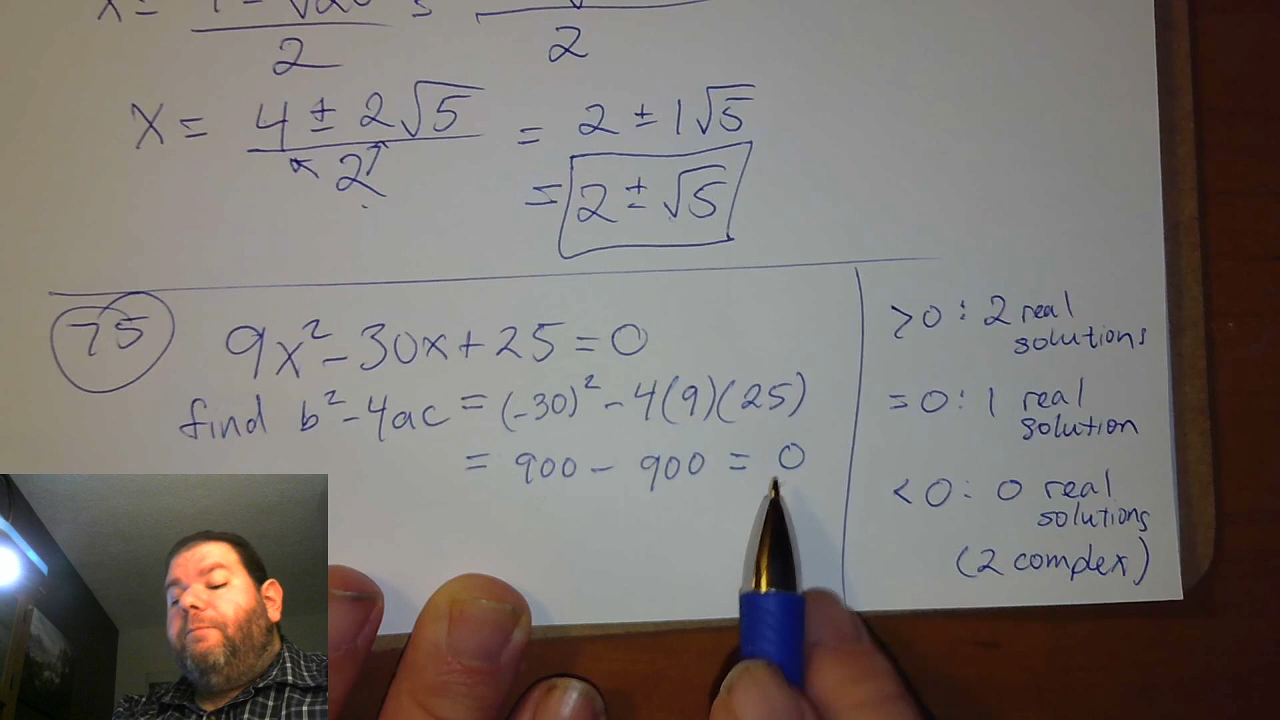 2 2
X = 4 ± 2√5 = 2 ± 1√5
2
= 2 ± √5
75 9x² - 30x + 25 = 0
find b² - 4ac = (-30)² - 4(9)(25)
= 900 - 900 = 0
>0 : 2 real
solutions
=0 : 1 real
solution
<0 : 0 real
solutions
(2 complex)